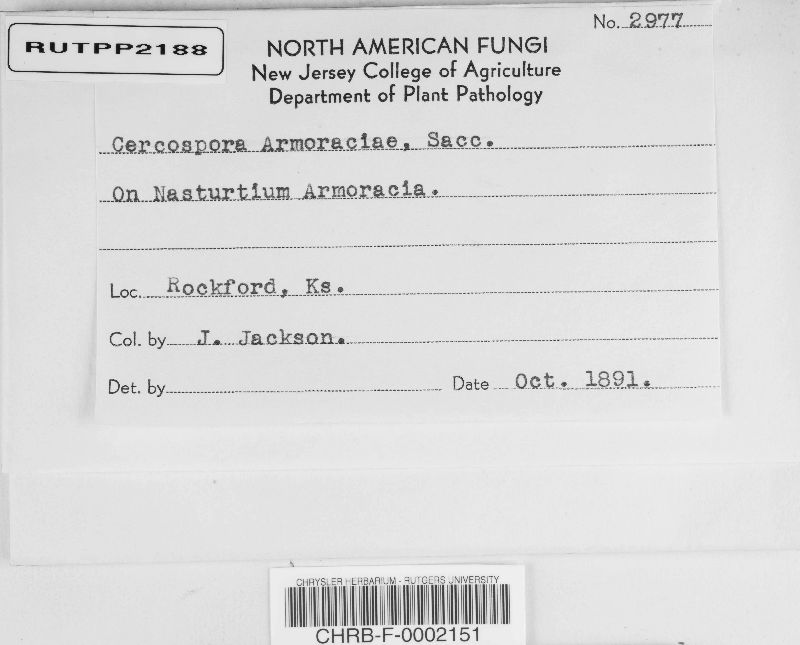 RUTPP2188
No. 2977
NORTH AMERICAN FUNGI
New Jersey College of Agriculture
Department of Plant Pathology
Cercospora Armoraciae, Sacc.
On Nasturtium Armoracia.
Loc. Rockford, Ks.
Col. by J. Jackson.
Det. by
Date Oct. 1891.
CHRYSLER HERBARIUM - RUTGERS UNIVERSITY
CHRB-F-0002151